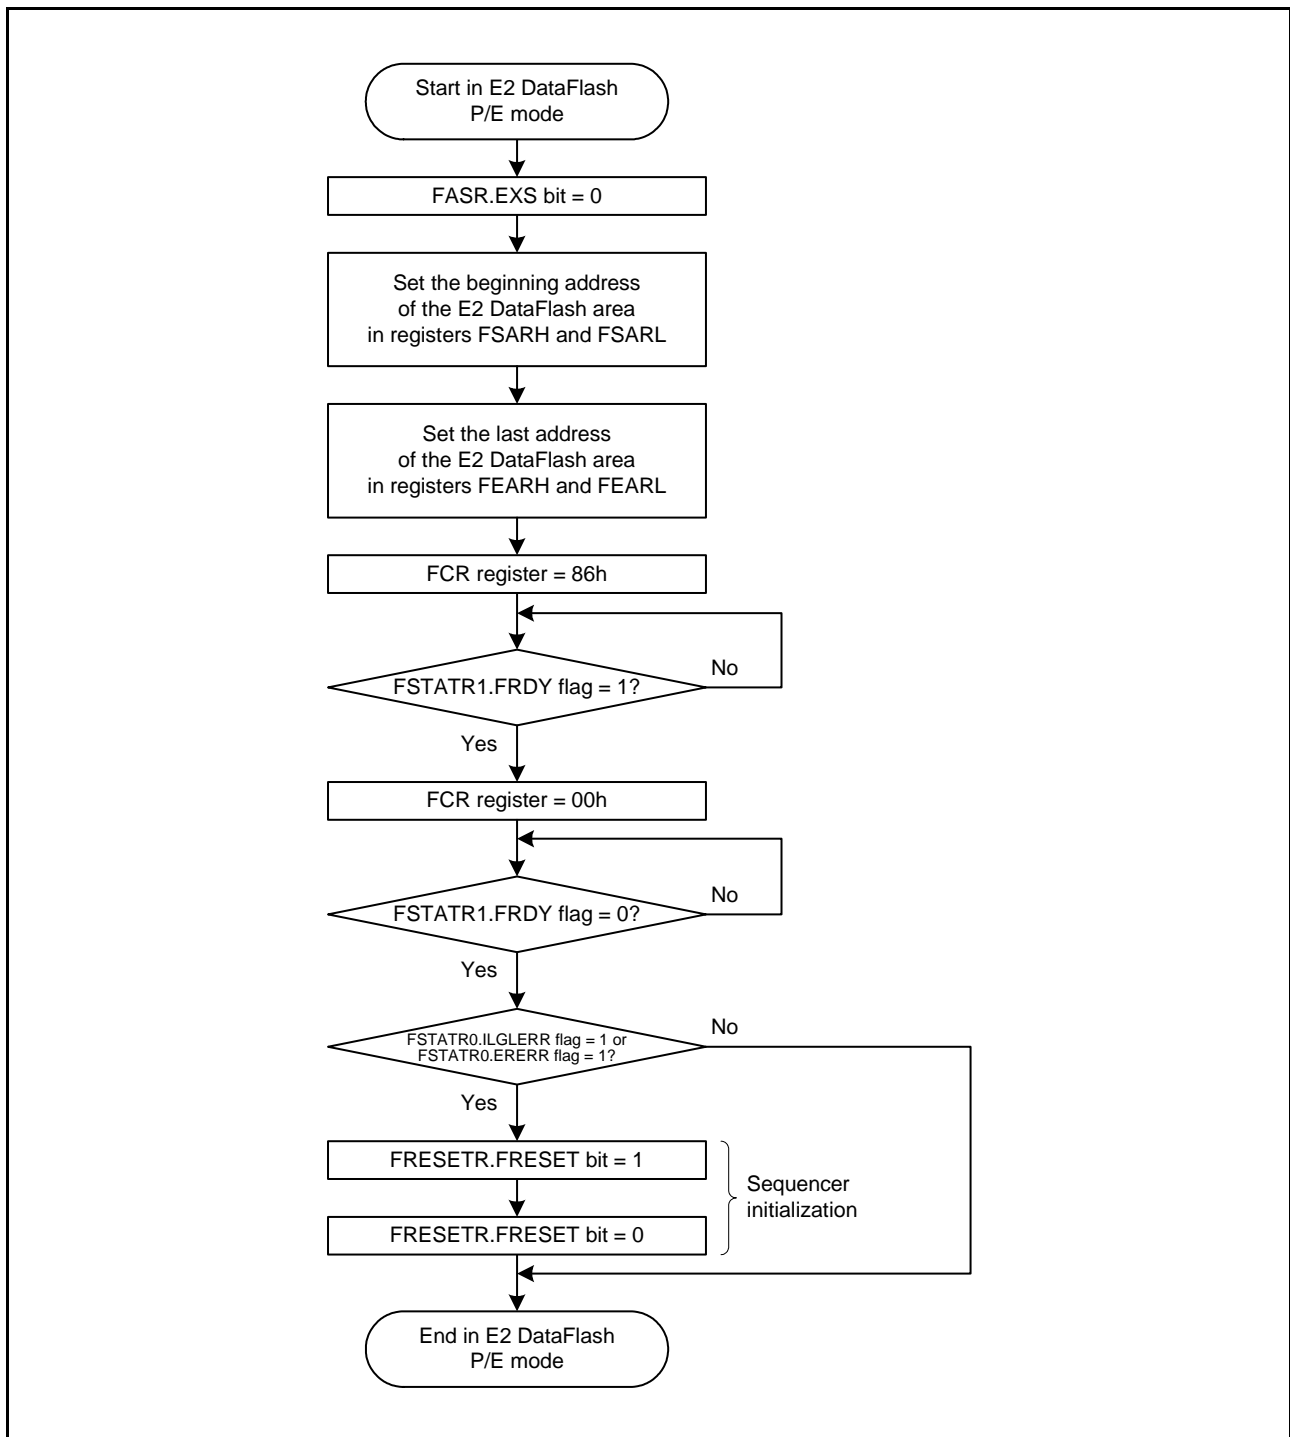 Start in E2 DataFlash
P/E mode
FASR.EXS bit = 0
Set the beginning address
of the E2 DataFlash area
in registers FSARH and FSARL
Set the last address
of the E2 DataFlash area
in registers FEARH and FEARL
FCR register = 86h
FSTATR1.FRDY flag = 1?
No
Yes
FCR register = 00h
FSTATR1.FRDY flag = 0?
No
Yes
FSTATR0.ILGLERR flag = 1 or
FSTATR0.ERERR flag = 1?
No
Yes
FRESETR.FRESET bit = 1
FRESETR.FRESET bit = 0
Sequencer
initialization
End in E2 DataFlash
P/E mode